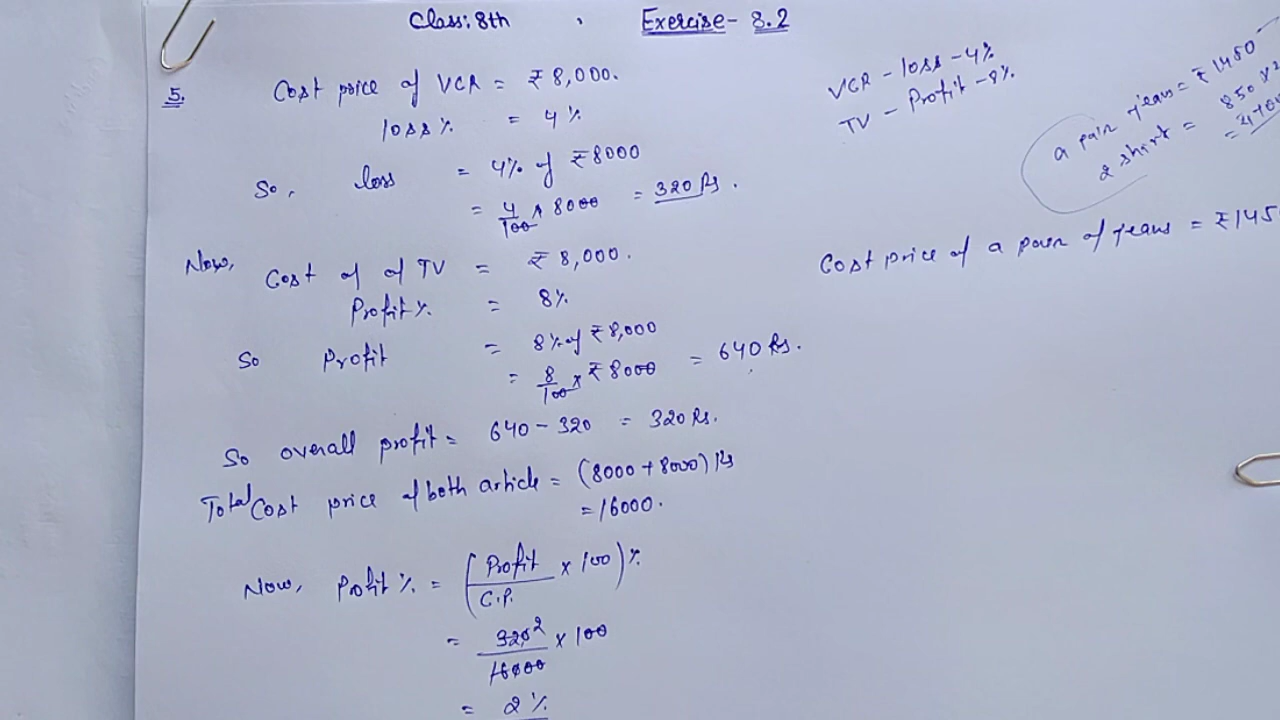 Class: 8th . Exercise - 8.2
5. Cost price of VCR = ₹ 8,000.
loss % = 4 %
So, loss = 4% of ₹8000
= 4/100 × 8000 = 320 Rs.
Now, Cost of of TV = ₹ 8,000.
Profit %. = 8%
So Profit = 8% of ₹ 8,000
= 8/100 × ₹ 8000 = 640 Rs.
So overall profit = 640 - 320 = 320 Rs.
Total Cost price of both article = (8000 + 8000) Rs
= 16000.
Now, Profit % = (Profit/C.P. × 100) %
= 320 2/16000 × 100
= 2 %
VCR - loss - 4%
TV - Profit - 8%.
a pair jeans = ₹ 1450
2 shirt = 850 ×
=
Cost price of a pair of jeans = ₹ 145